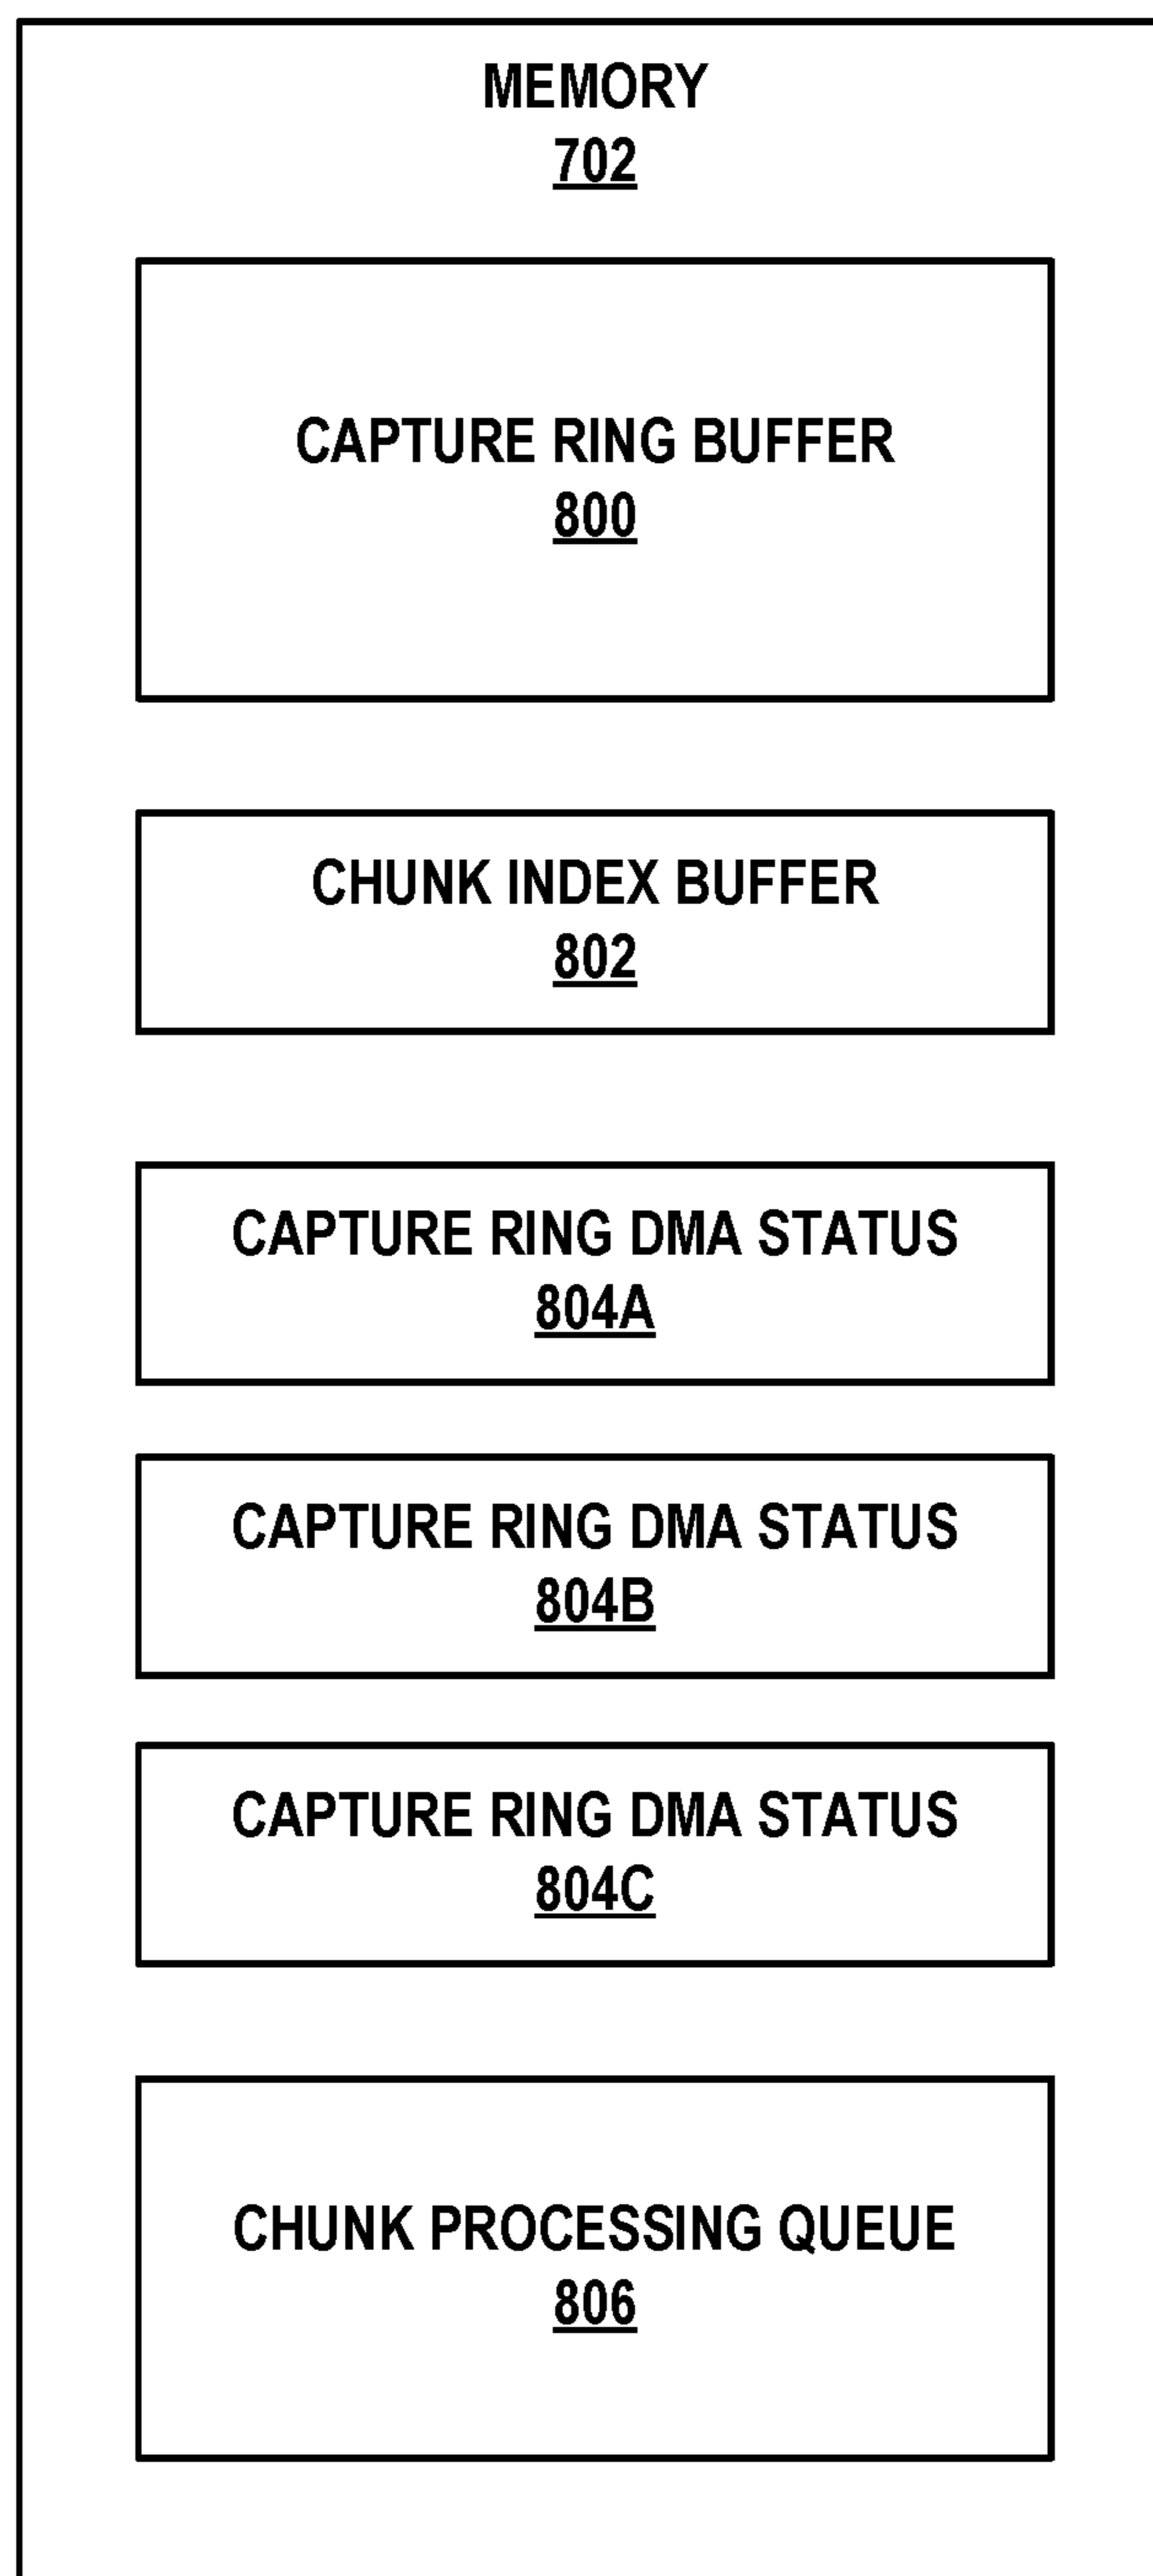 MEMORY
702
CAPTURE RING BUFFER
800
CHUNK INDEX BUFFER
802
CAPTURE RING DMA STATUS
804A
CAPTURE RING DMA STATUS
804B
CAPTURE RING DMA STATUS
804C
CHUNK PROCESSING QUEUE
806